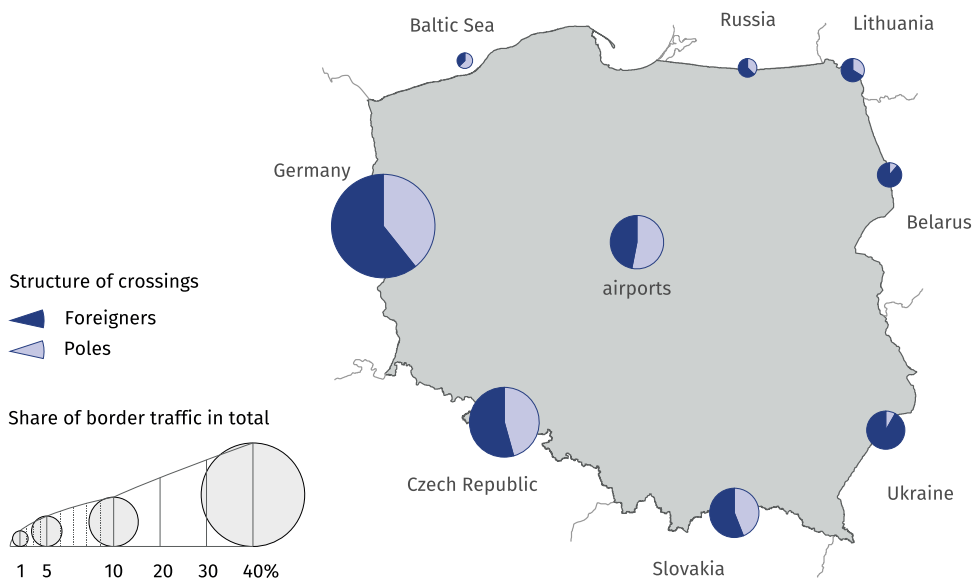 Baltic Sea
Russia
Lithuania
Germany
Belarus
airports
Structure of crossings
Foreigners
Poles
Share of border traffic in total
Czech Republic
Ukraine
Slovakia
1 5 10 20 30 40%